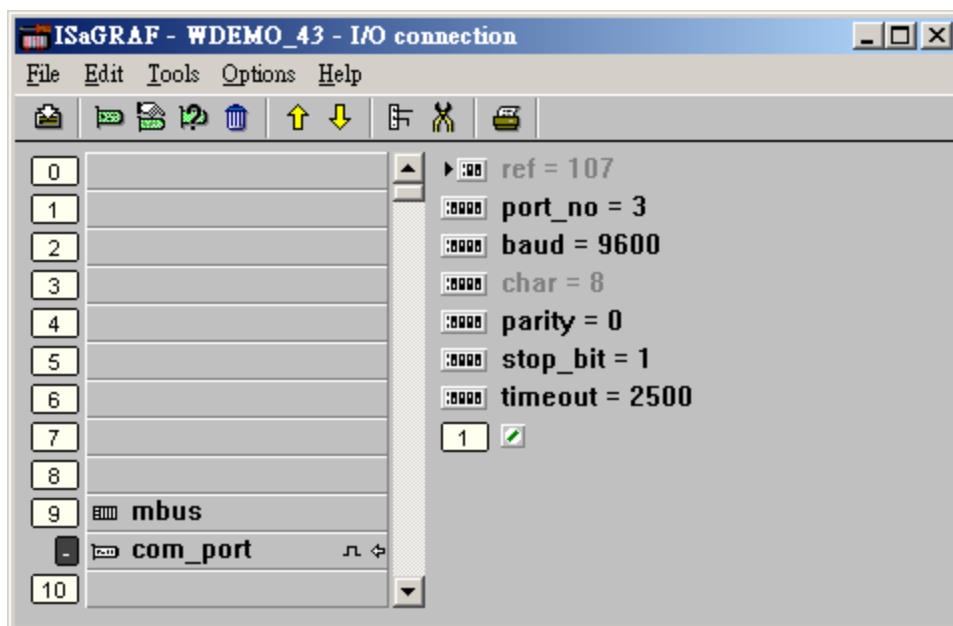 ISaGRAF - WDEMO_43 - I/O connection
File Edit Tools Options Help
0
1
2
3
4
5
6
7
8
9 mbus
- com_port
10
ref = 107
port_no = 3
baud = 9600
char = 8
parity = 0
stop_bit = 1
timeout = 2500
1